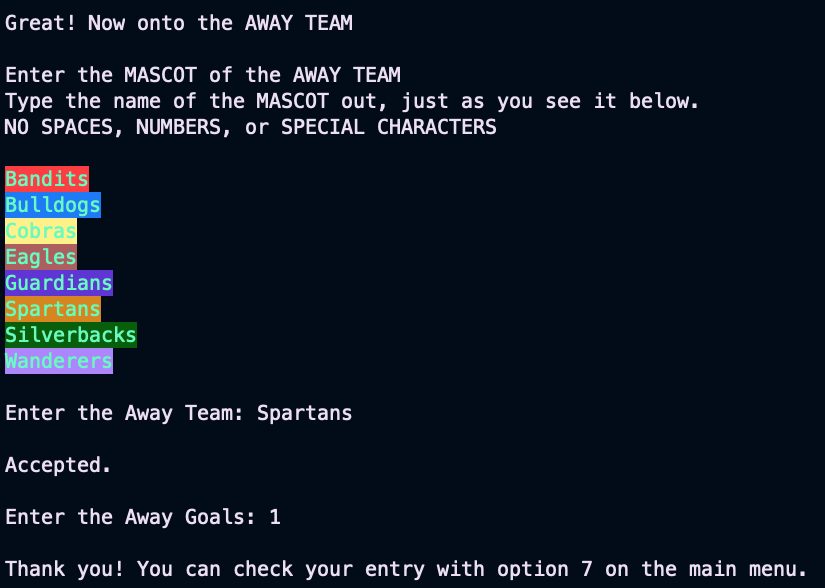 Great! Now onto the AWAY TEAM
Enter the MASCOT of the AWAY TEAM
Type the name of the MASCOT out, just as you see it below.
NO SPACES, NUMBERS, or SPECIAL CHARACTERS
Bandits
Bulldogs
Cobras
Eagles
Guardians
Spartans
Silverbacks
Wanderers
Enter the Away Team: Spartans
Accepted.
Enter the Away Goals: 1
Thank you! You can check your entry with option 7 on the main menu.